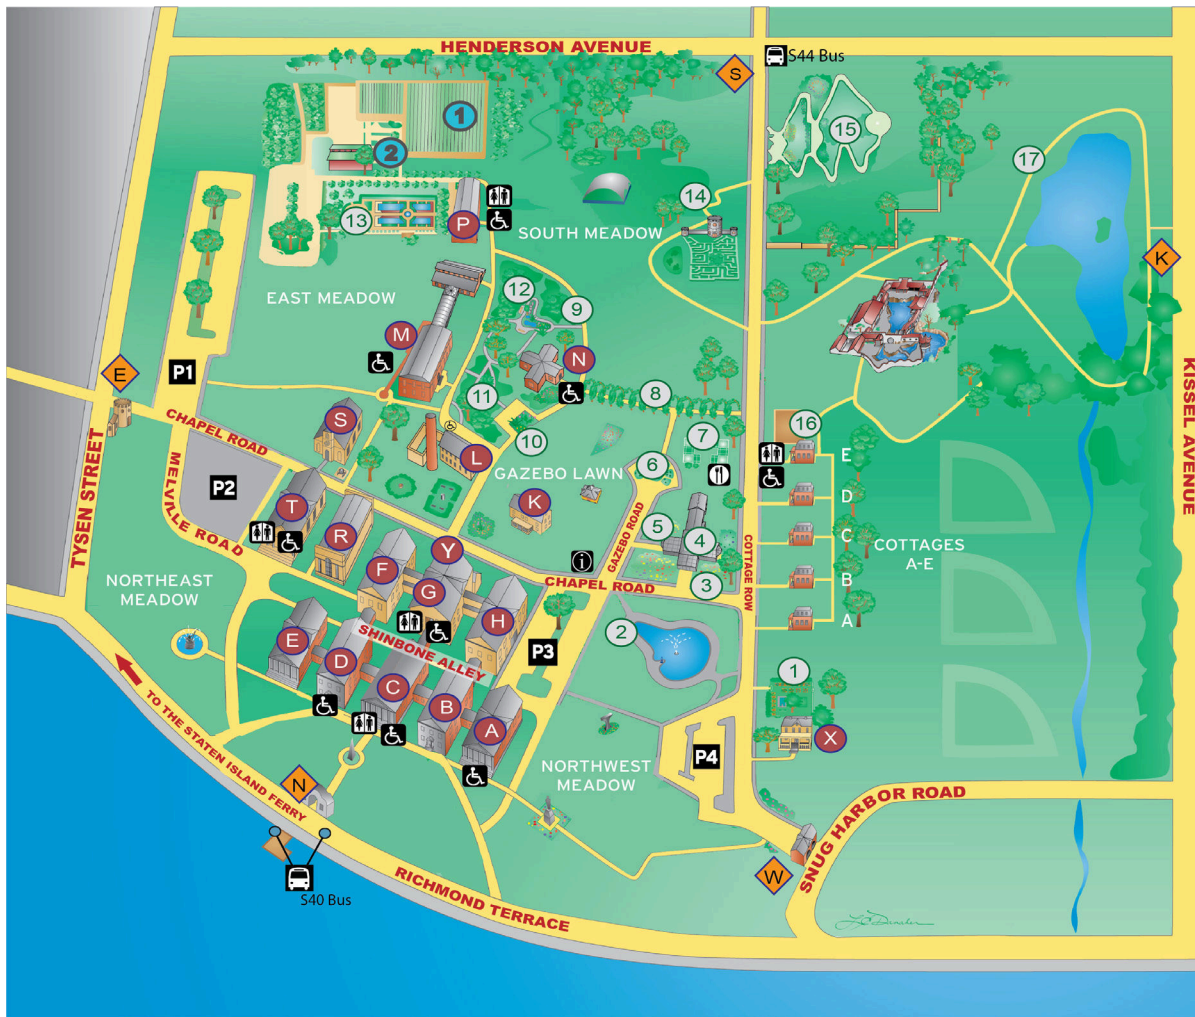 HENDERSON AVENUE
S
S44 Bus
1
2
15
17
14
13
P
SOUTH MEADOW
K
EAST MEADOW
12
9
M
N
E
P1
11
8
KISSEL AVENUE
S
10
7
16
CHAPEL ROAD
L
GAZEBO LAWN
6
E
TYSEN STREET
MELVILLE ROAD
P2
K
D
T
R
Y
GAZEBO ROAD
5
4
COTTAGE ROW
C
COTTAGES
A-E
F
i
NORTHEAST
MEADOW
G
CHAPEL ROAD
3
B
H
A
E
D
SHINBONE ALLEY
P3
2
C
B
A
1
X
TO THE STATEN ISLAND FERRY
N
NORTHWEST
MEADOW
P4
SNUG HARBOR ROAD
W
S40 Bus
RICHMOND TERRACE